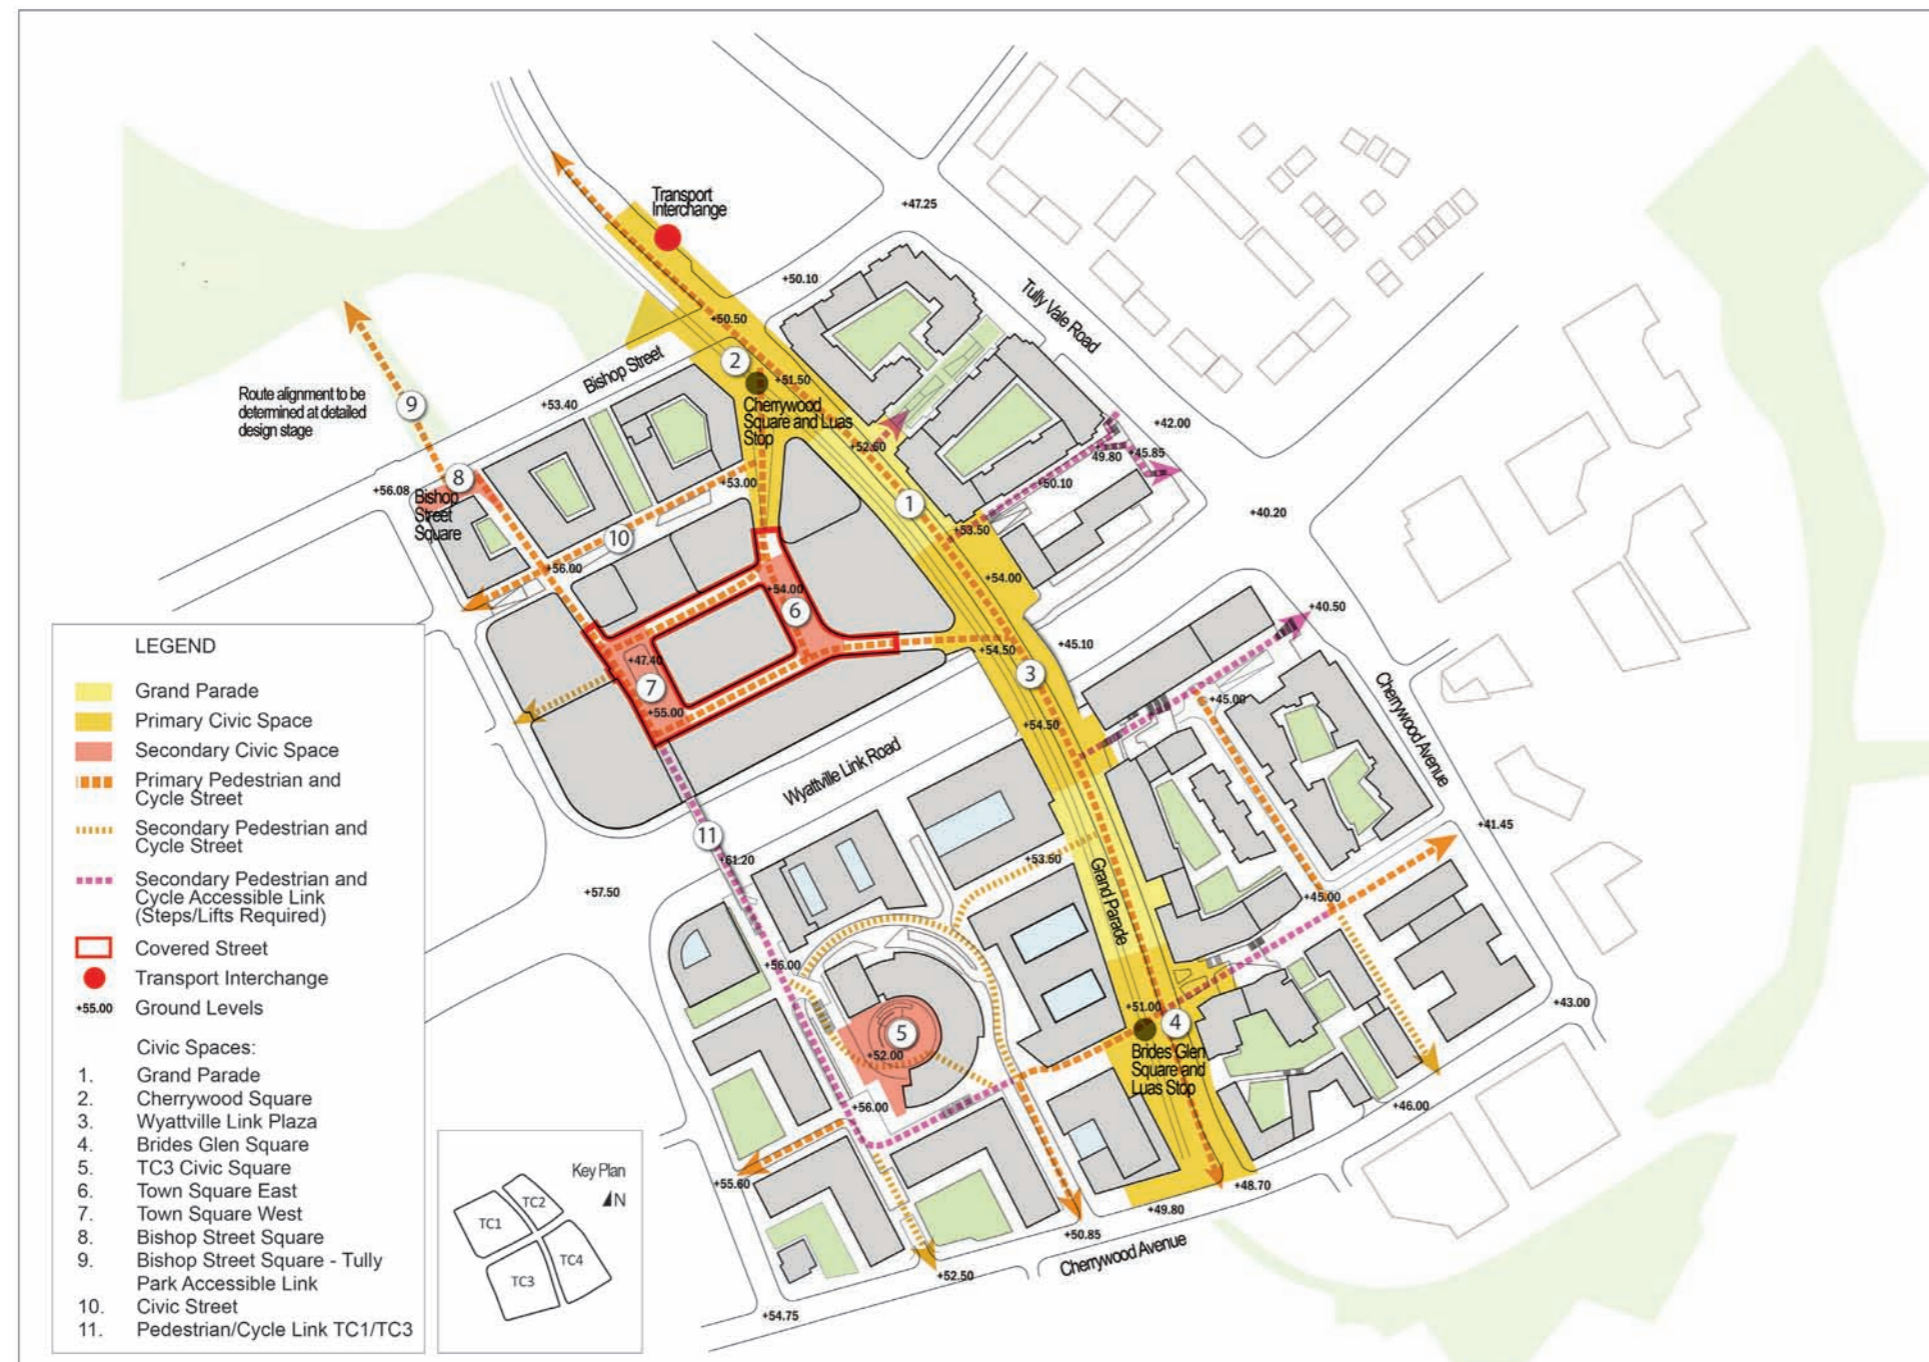 Transport
Interchange
+47.25
+50.10
Tully Vale Road
+50.50
2
Bishop Street
+51.50
Cherrywood
Square and Luas
Stop
Route alignment to be
determined at detailed
design stage
9
+53.40
+52.60
+42.00
49.80
+45.85
+56.08
8
Bishop
Street
Square
+53.00
+50.10
1
+40.20
10
+53.50
+56.00
+54.00
+54.00
6
+40.50
+45.10
+54.50
+47.40
7
3
+55.00
+54.50
+45.00
Cherrywood Avenue
Wyattville Link Road
11
+41.45
+61.20
+53.50
+57.50
Grand Parade
+45.00
+56.00
+43.00
+51.00
4
5
+52.00
Brides Glen
Square and
Luas Stop
+56.00
+46.00
+55.60
+48.70
+49.80
+50.85
Cherrywood Avenue
+52.50
+54.75
LEGEND
Grand Parade
Primary Civic Space
Secondary Civic Space
Primary Pedestrian and
Cycle Street
Secondary Pedestrian and
Cycle Street
Secondary Pedestrian and
Cycle Accessible Link
(Steps/Lifts Required)
Covered Street
Transport Interchange
+55.00 Ground Levels
Civic Spaces:
1. Grand Parade
2. Cherrywood Square
3. Wyattville Link Plaza
4. Brides Glen Square
5. TC3 Civic Square
6. Town Square East
7. Town Square West
8. Bishop Street Square
9. Bishop Street Square - Tully
Park Accessible Link
10. Civic Street
11. Pedestrian/Cycle Link TC1/TC3
Key Plan
N
TC2
TC1
TC4
TC3